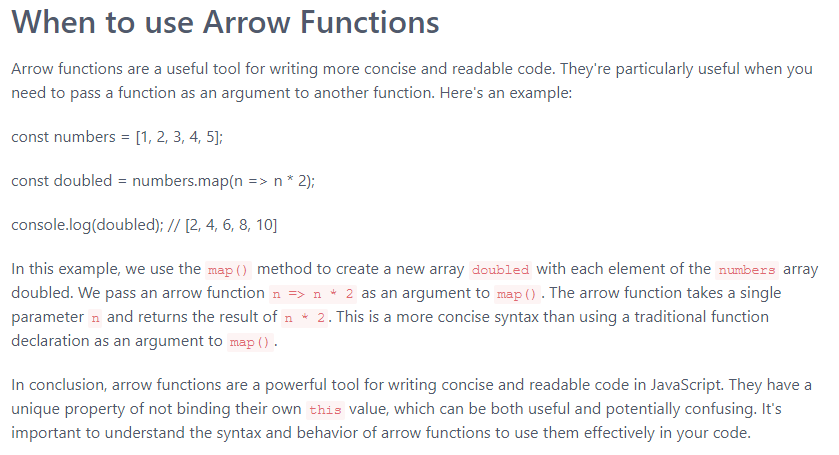 When to use Arrow Functions
Arrow functions are a useful tool for writing more concise and readable code. They're particularly useful when you
need to pass a function as an argument to another function. Here's an example:
const numbers = [1, 2, 3, 4, 5];
const doubled = numbers.map(n => n * 2);
console.log(doubled); // [2, 4, 6, 8, 10]
In this example, we use the map() method to create a new array doubled with each element of the numbers array
doubled. We pass an arrow function n => n * 2 as an argument to map(). The arrow function takes a single
parameter n and returns the result of n * 2. This is a more concise syntax than using a traditional function
declaration as an argument to map().
In conclusion, arrow functions are a powerful tool for writing concise and readable code in JavaScript. They have a
unique property of not binding their own this value, which can be both useful and potentially confusing. It's
important to understand the syntax and behavior of arrow functions to use them effectively in your code.